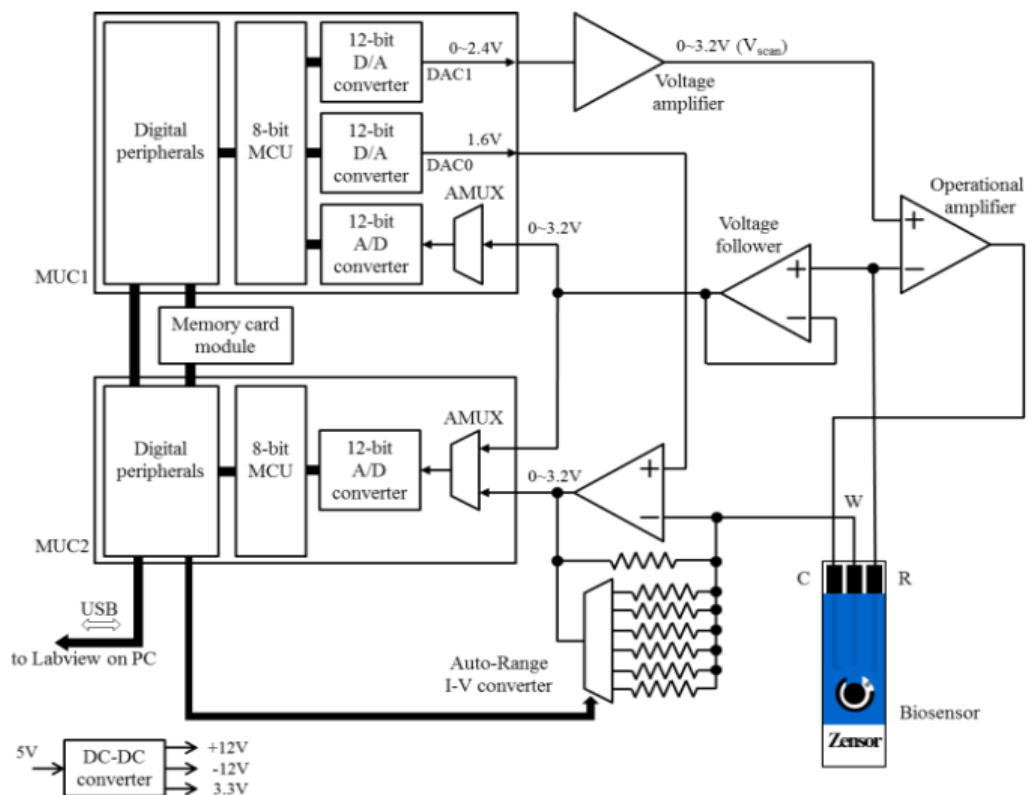 12-bit
D/A
converter
0~2.4V
DAC1
0~3.2V (Vscan)
Voltage
amplifier
Digital
peripherals
8-bit
MCU
12-bit
D/A
converter
1.6V
DAC0
AMUX
12-bit
A/D
converter
0~3.2V
MUC1
Voltage
follower
+
−
Operational
amplifier
+
−
Memory card
module
Digital
peripherals
8-bit
MCU
12-bit
A/D
converter
AMUX
0~3.2V
+
−
MUC2
W
C
R
USB
to Labview on PC
Auto-Range
I-V converter
Biosensor
Zensor
5V
DC-DC
converter
+12V
-12V
3.3V